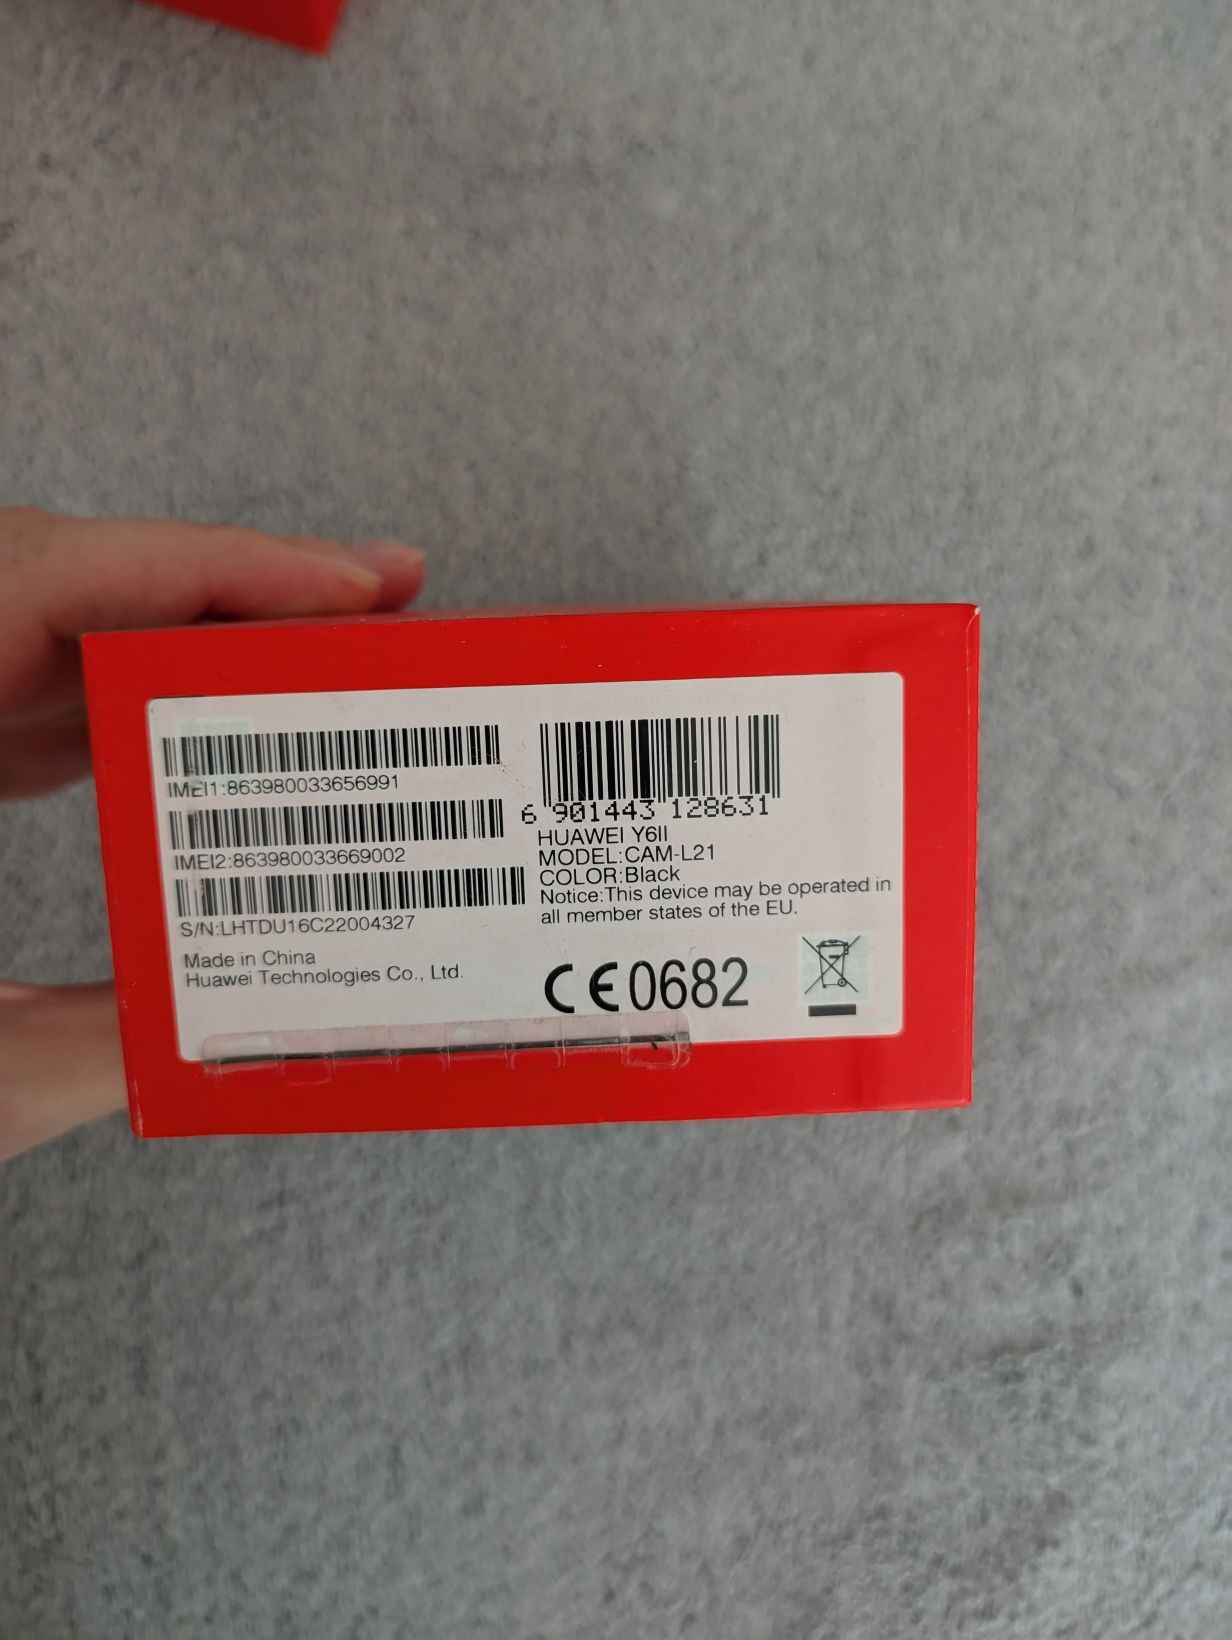 IMEI1:863980033656991
IMEI2:863980033669002
S/N:LHTDU16C22004327
Made in China
Huawei Technologies Co., Ltd.
6 901443 128631
HUAWEI Y6II
MODEL:CAM-L21
COLOR:Black
Notice:This device may be operated in
all member states of the EU.
CE0682